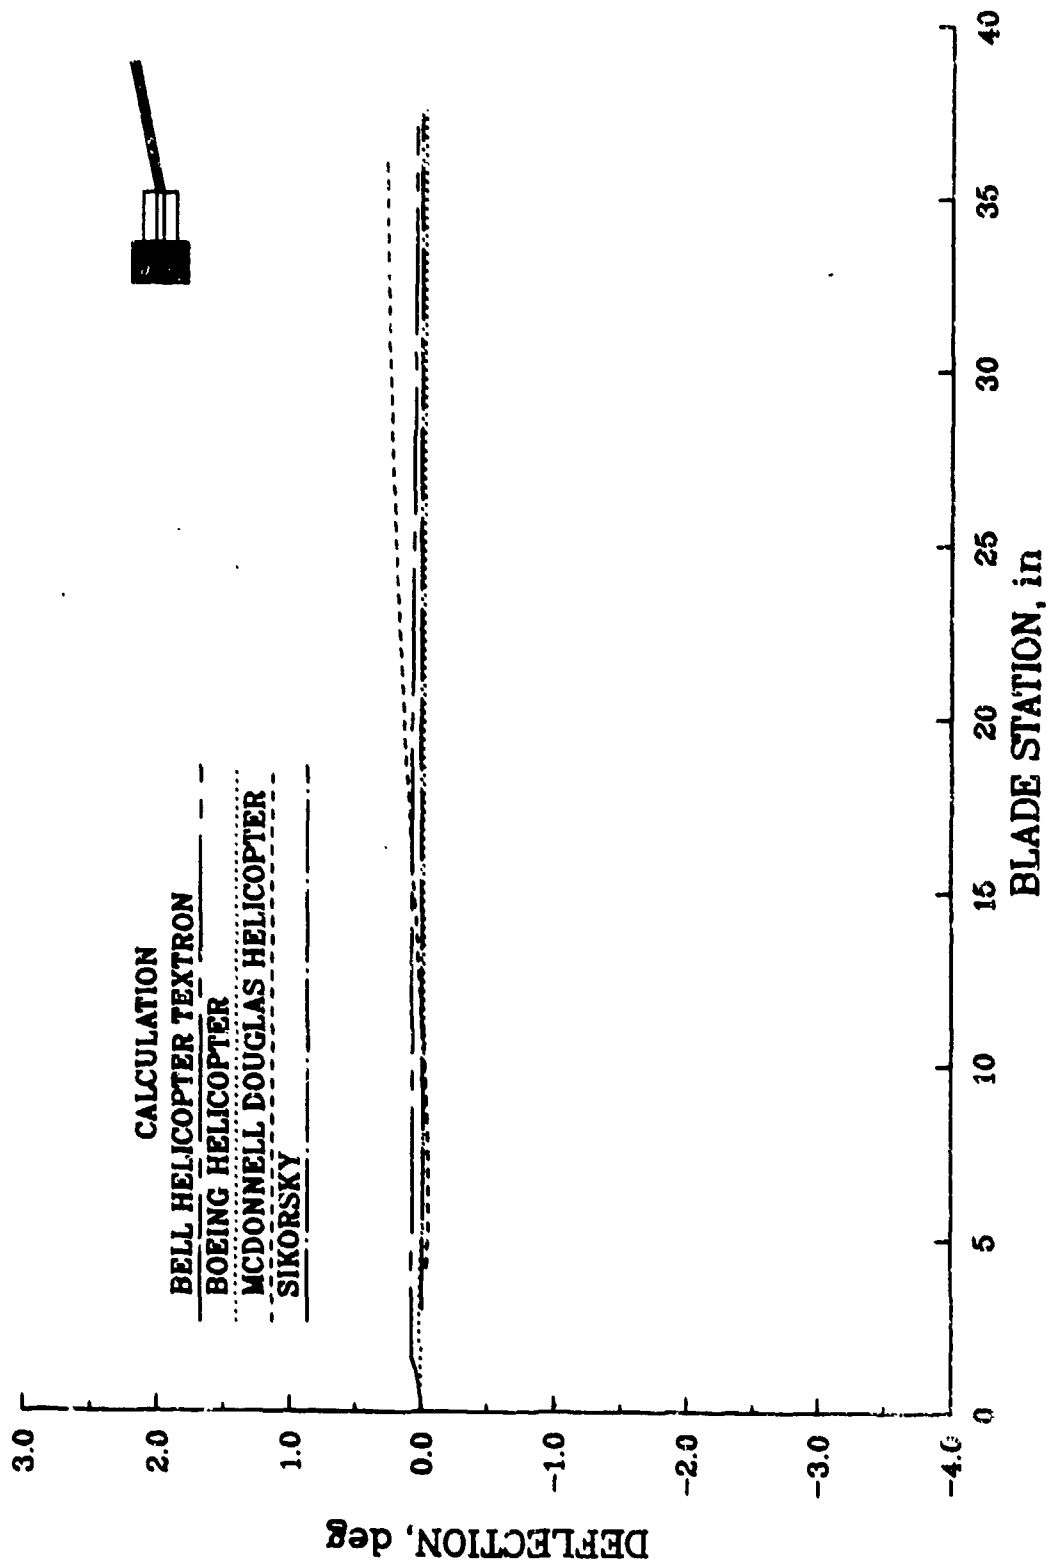 CALCULATION
BELL HELICOPTER TEXTRON
BOEING HELICOPTER
MCDONNELL DOUGLAS HELICOPTER
SIKORSKY
DEFLECTION, deg
3.0
2.0
1.0
0.0
-1.0
-2.0
-3.0
-4.0
0
5
10
15
20
25
30
35
40
BLADE STATION, in